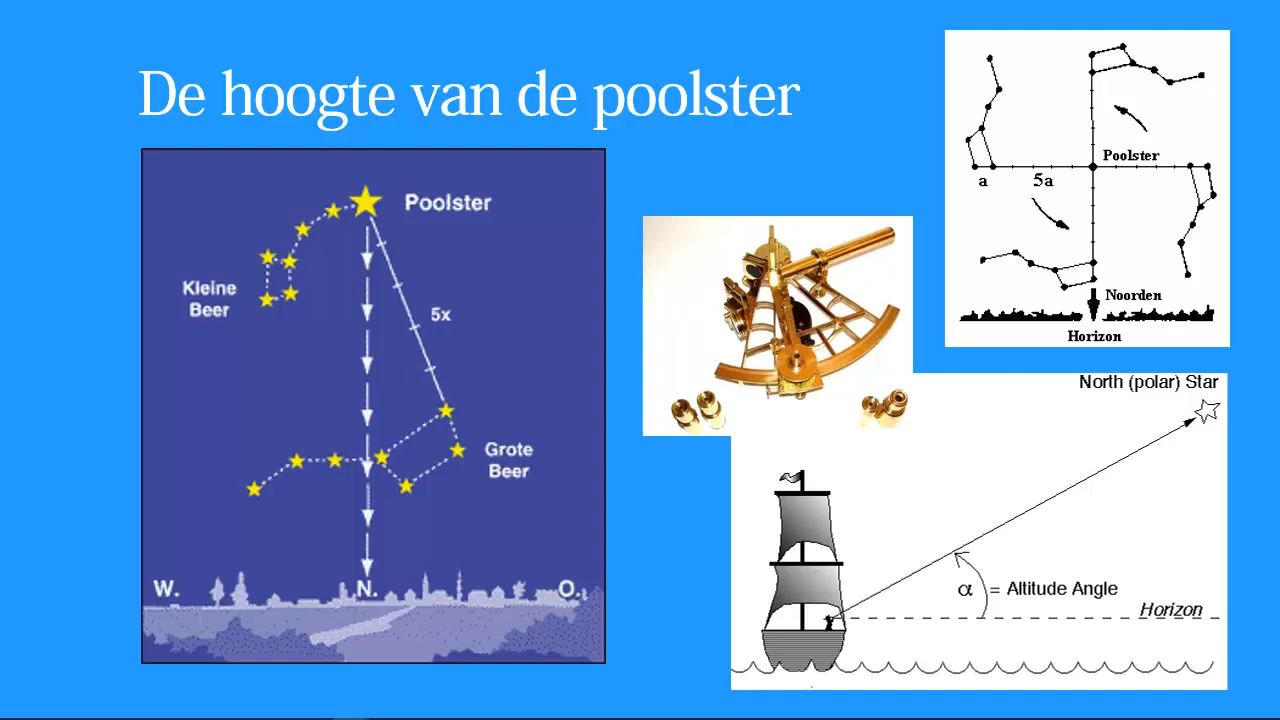 De hoogte van de poolster
Poolster
Kleine
Beer
5x
Grote
Beer
W.
N.
O.
Poolster
a
5a
Noorden
Horizon
North (polar) Star
α = Altitude Angle
Horizon